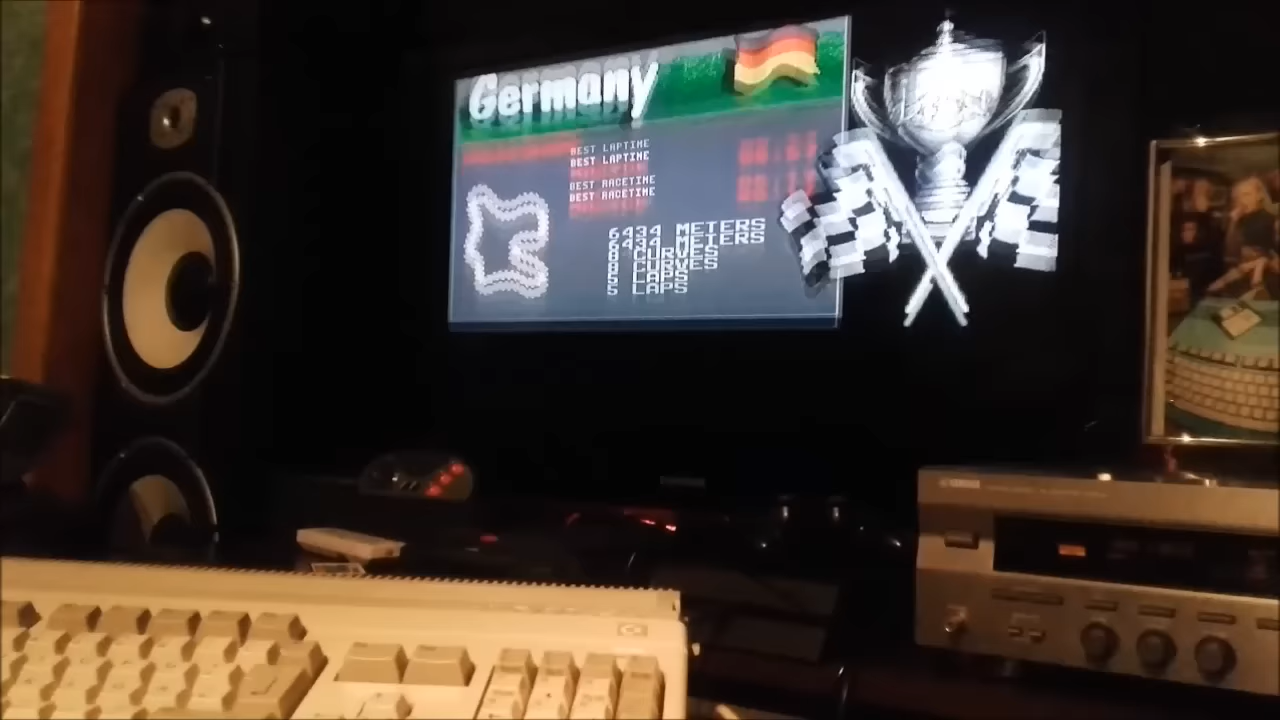 Germany
BEST LAPTIME
BEST LAPTIME
BEST RACETIME
BEST RACETIME
6434 METERS
6434 METERS
8 CURVES
8 CURVES
5 LAPS
5 LAPS
YAMAHA